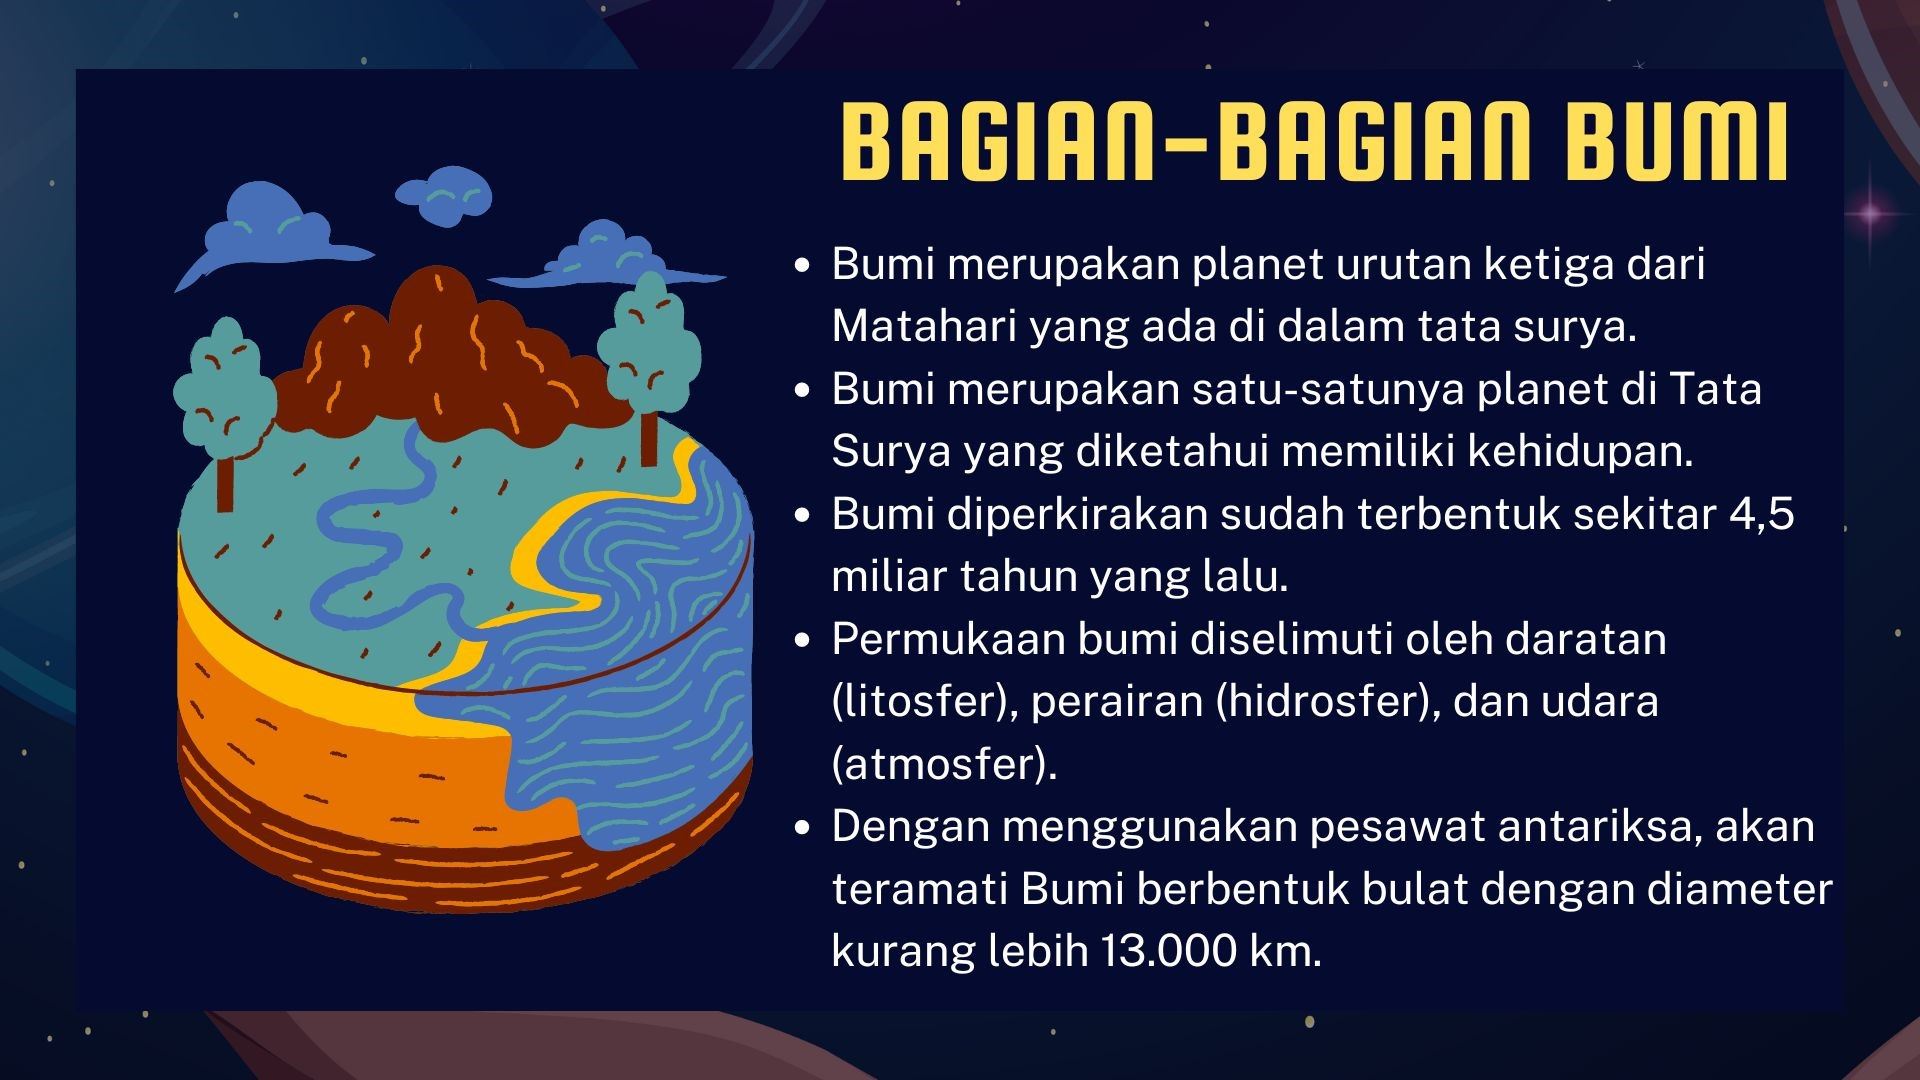 BAGIAN-BAGIAN BUMI
• Bumi merupakan planet urutan ketiga dari
Matahari yang ada di dalam tata surya.
• Bumi merupakan satu-satunya planet di Tata
Surya yang diketahui memiliki kehidupan.
• Bumi diperkirakan sudah terbentuk sekitar 4,5
miliar tahun yang lalu.
• Permukaan bumi diselimuti oleh daratan
(litosfer), perairan (hidrosfer), dan udara
(atmosfer).
• Dengan menggunakan pesawat antariksa, akan
teramati Bumi berbentuk bulat dengan diameter
kurang lebih 13.000 km.